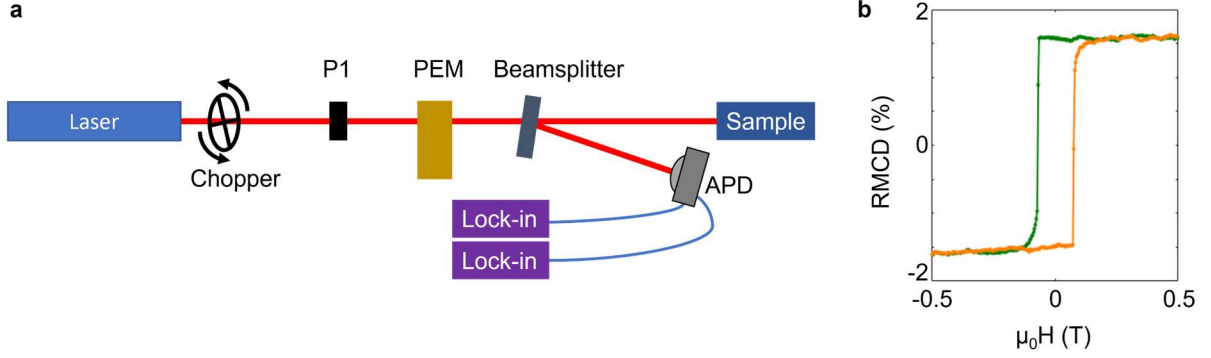 a
Laser
Chopper
P1
PEM
Beamsplitter
Sample
APD
Lock-in
Lock-in
b
RMCD (%)
2
0
-2
-0.5
0
0.5
μ₀H (T)